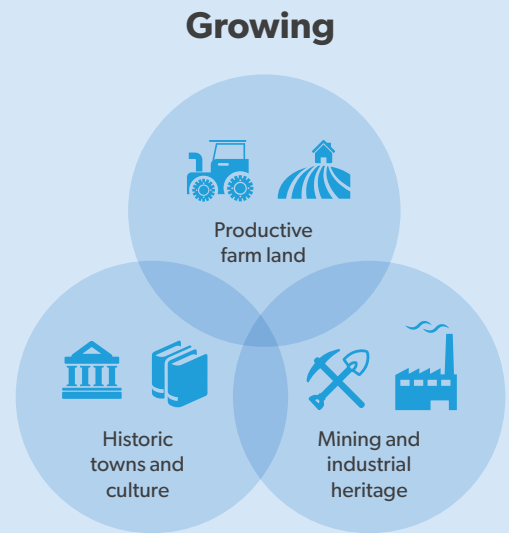 Growing
Productive
farm land
Historic
towns and
culture
Mining and
industrial
heritage